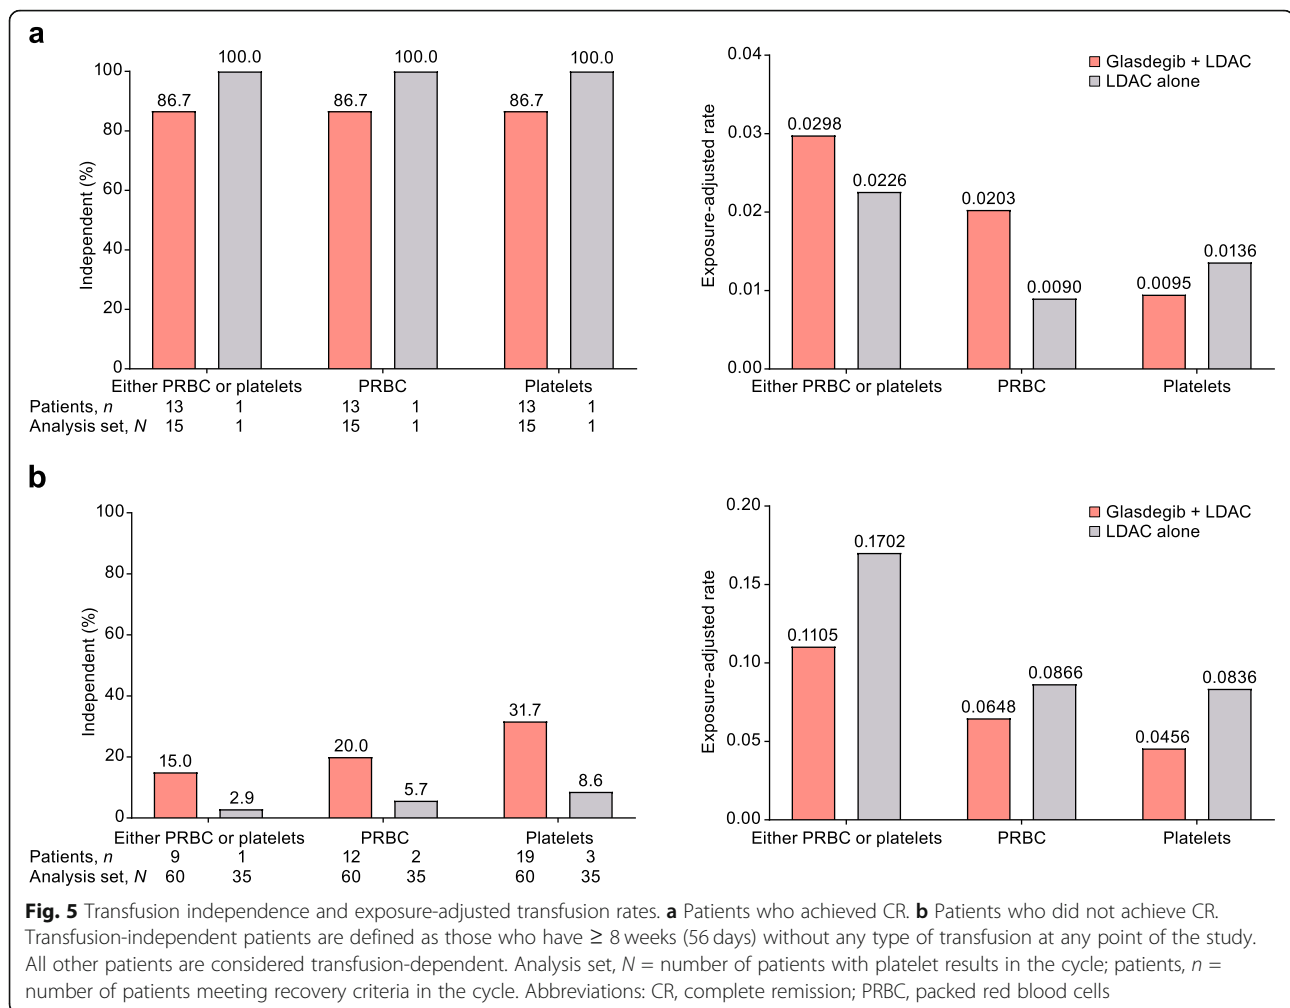 a
Independent (%)
100
80
60
40
20
0
86.7
100.0
86.7
100.0
86.7
100.0
Either PRBC or platelets
PRBC
Platelets
Patients, n 13 1 13 1 13 1
Analysis set, N 15 1 15 1 15 1
Exposure-adjusted rate
0.04
0.03
0.02
0.01
0.00
Glasdegib + LDAC
LDAC alone
0.0298
0.0226
0.0203
0.0090
0.0095
0.0136
Either PRBC or platelets
PRBC
Platelets
b
Independent (%)
100
80
60
40
20
0
15.0
2.9
20.0
5.7
31.7
8.6
Either PRBC or platelets
PRBC
Platelets
Patients, n 9 1 12 2 19 3
Analysis set, N 60 35 60 35 60 35
Exposure-adjusted rate
0.20
0.15
0.10
0.05
0.00
Glasdegib + LDAC
LDAC alone
0.1105
0.1702
0.0648
0.0866
0.0456
0.0836
Either PRBC or platelets
PRBC
Platelets
Fig. 5 Transfusion independence and exposure-adjusted transfusion rates. a Patients who achieved CR. b Patients who did not achieve CR.
Transfusion-independent patients are defined as those who have ≥ 8 weeks (56 days) without any type of transfusion at any point of the study.
All other patients are considered transfusion-dependent. Analysis set, N = number of patients with platelet results in the cycle; patients, n =
number of patients meeting recovery criteria in the cycle. Abbreviations: CR, complete remission; PRBC, packed red blood cells